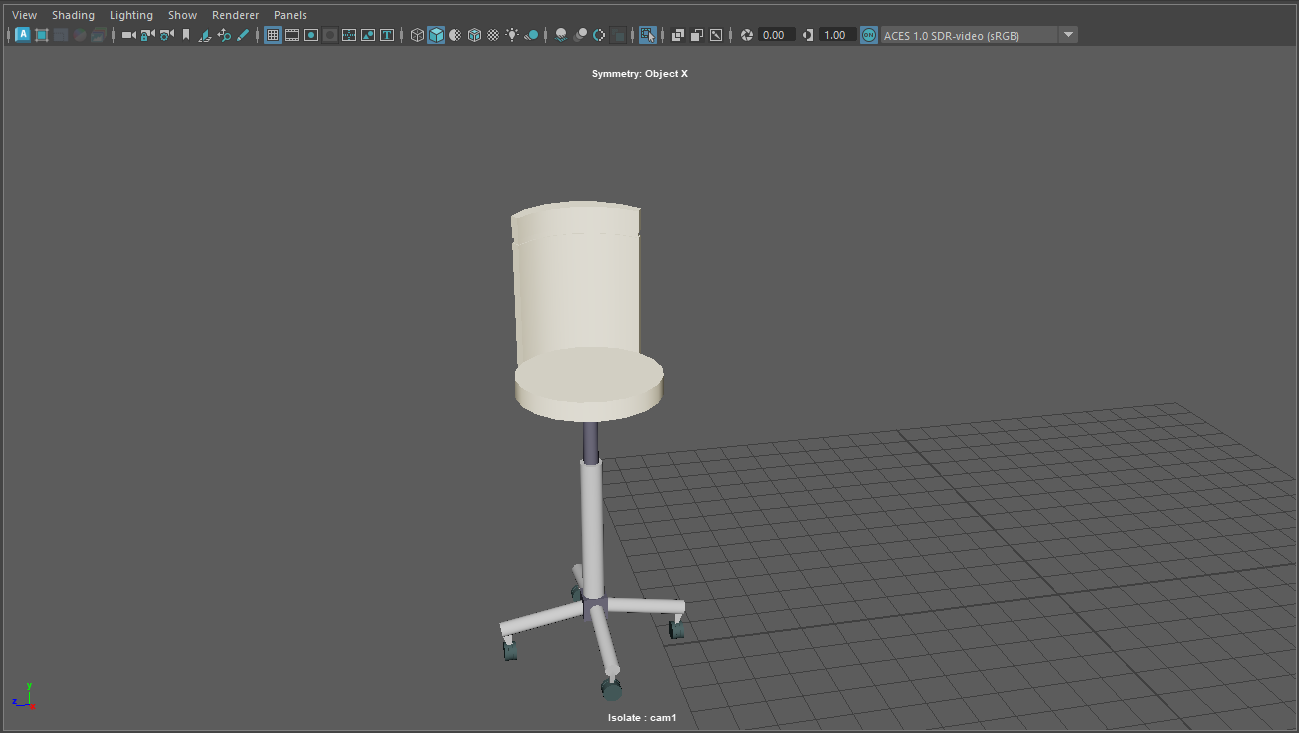 View Shading Lighting Show Renderer Panels
A T 0.00 1.00 ON ACES 1.0 SDR-video (sRGB)
Symmetry: Object X
y
z x
Isolate : cam1